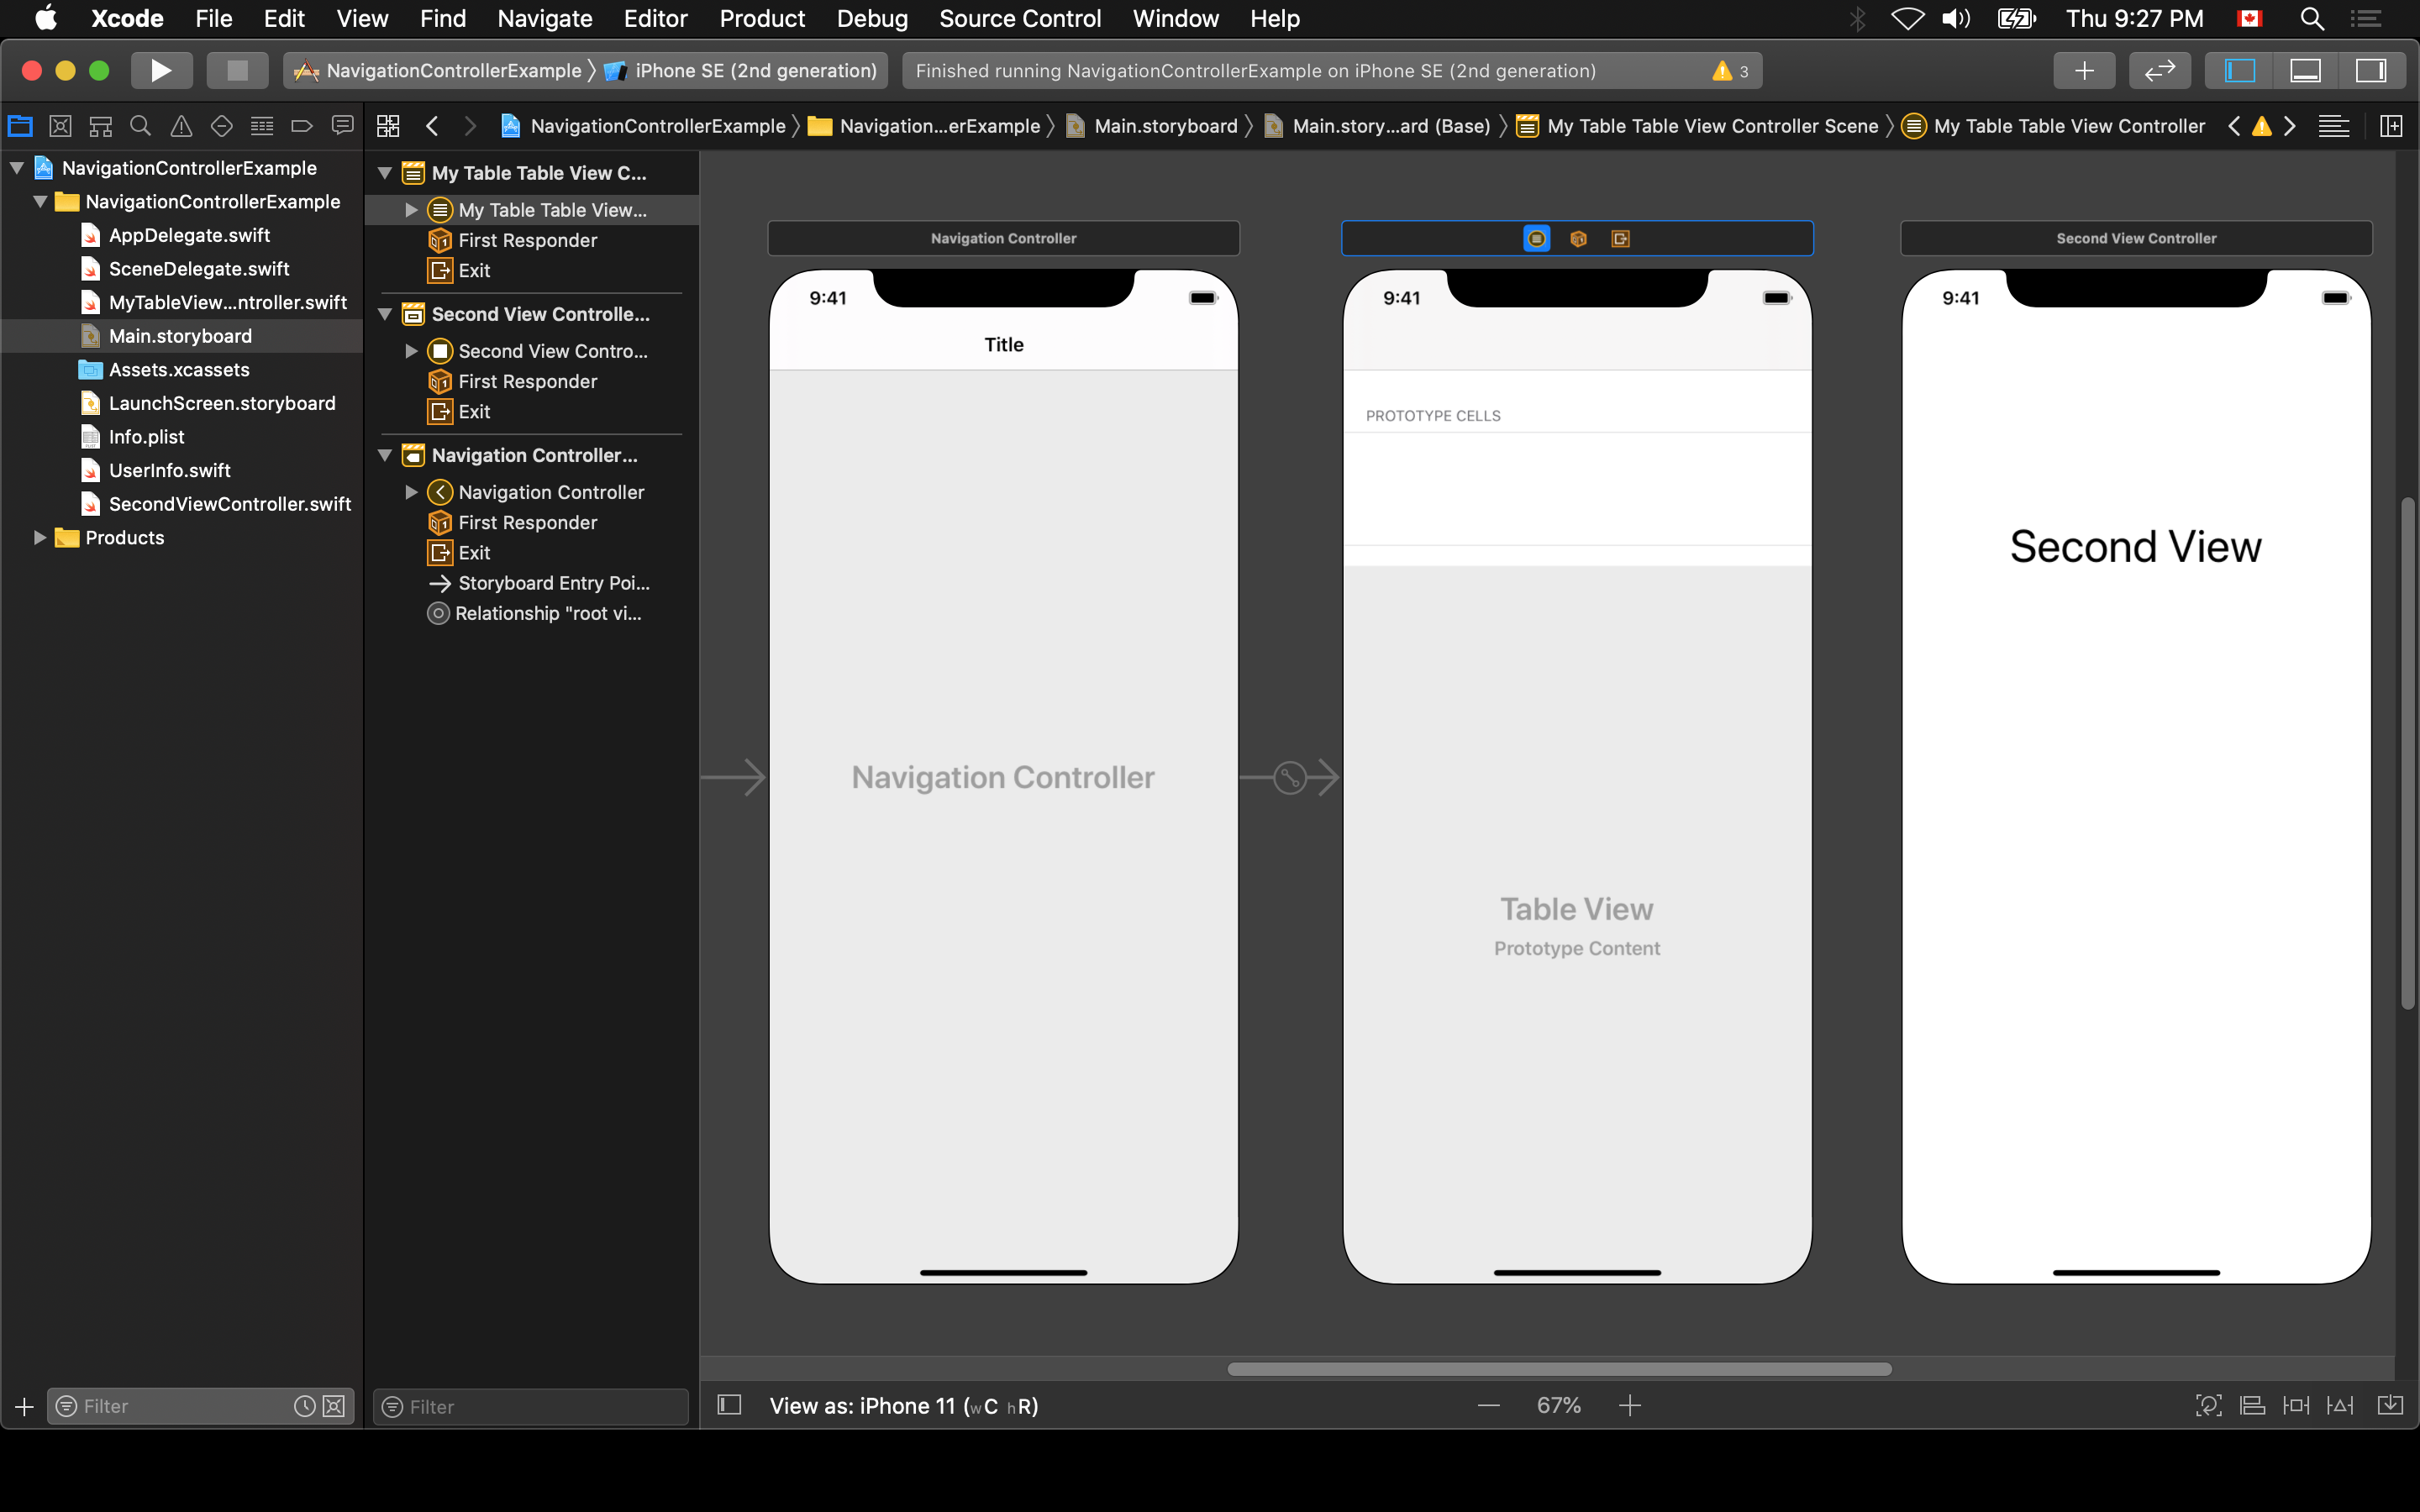 Xcode File Edit View Find Navigate Editor Product Debug Source Control Window Help Thu 9:27 PM
NavigationControllerExample iPhone SE (2nd generation) Finished running NavigationControllerExample on iPhone SE (2nd generation) 3
NavigationControllerExample Navigation...erExample Main.storyboard Main.story...ard (Base) My Table Table View Controller Scene My Table Table View Controller
NavigationControllerExample
NavigationControllerExample
AppDelegate.swift
SceneDelegate.swift
MyTableView...ntroller.swift
Main.storyboard
Assets.xcassets
LaunchScreen.storyboard
Info.plist
UserInfo.swift
SecondViewController.swift
Products
Filter
My Table Table View C...
My Table Table View...
First Responder
Exit
Second View Controlle...
Second View Contro...
First Responder
Exit
Navigation Controller...
Navigation Controller
First Responder
Exit
Storyboard Entry Poi...
Relationship "root vi...
Filter
Navigation Controller
9:41
Title
Navigation Controller
9:41
PROTOTYPE CELLS
Table View
Prototype Content
Second View Controller
9:41
Second View
View as: iPhone 11 (wC hR)
67%